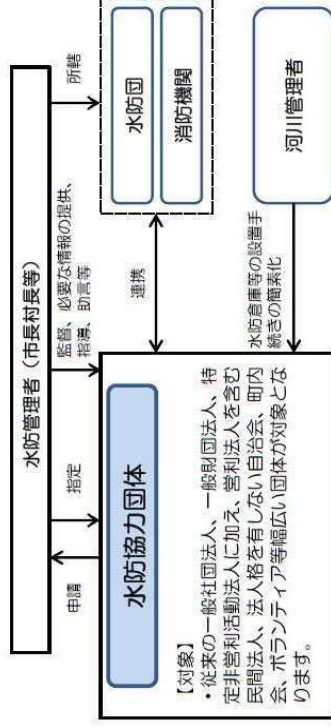 水防管理者（市長村長等）
申請
指定
監督、必要な情報の提供、
指導、助言等
所轄
水防協力団体
【対象】
・従来の一般社団法人、一般財団法人、特
定非営利活動法人に加え、営利法人を含む
民間法人、法人格を有しない自治会、町内
会、ボランティア等幅広い団体が対象とな
ります。
連携
水防団
消防機関
水防倉庫等の設置手
続きの簡素化
河川管理者